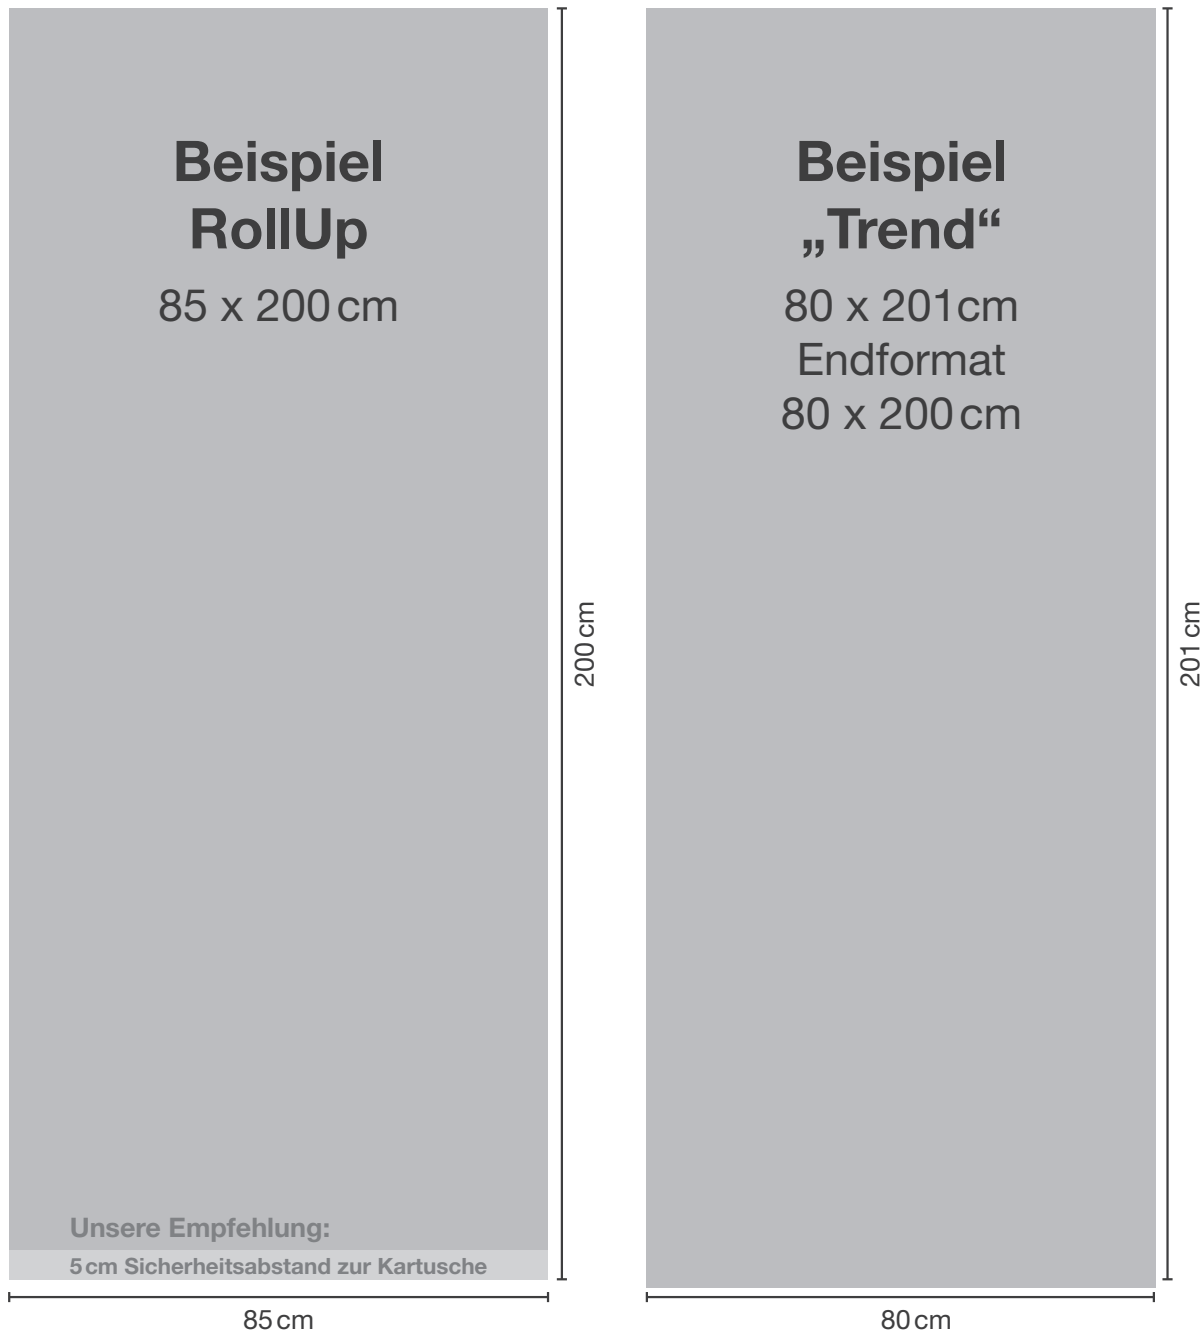 Beispiel
RollUp
85 x 200 cm
200 cm
Unsere Empfehlung:
5 cm Sicherheitsabstand zur Kartusche
85 cm
Beispiel
„Trend“
80 x 201cm
Endformat
80 x 200 cm
201 cm
80 cm